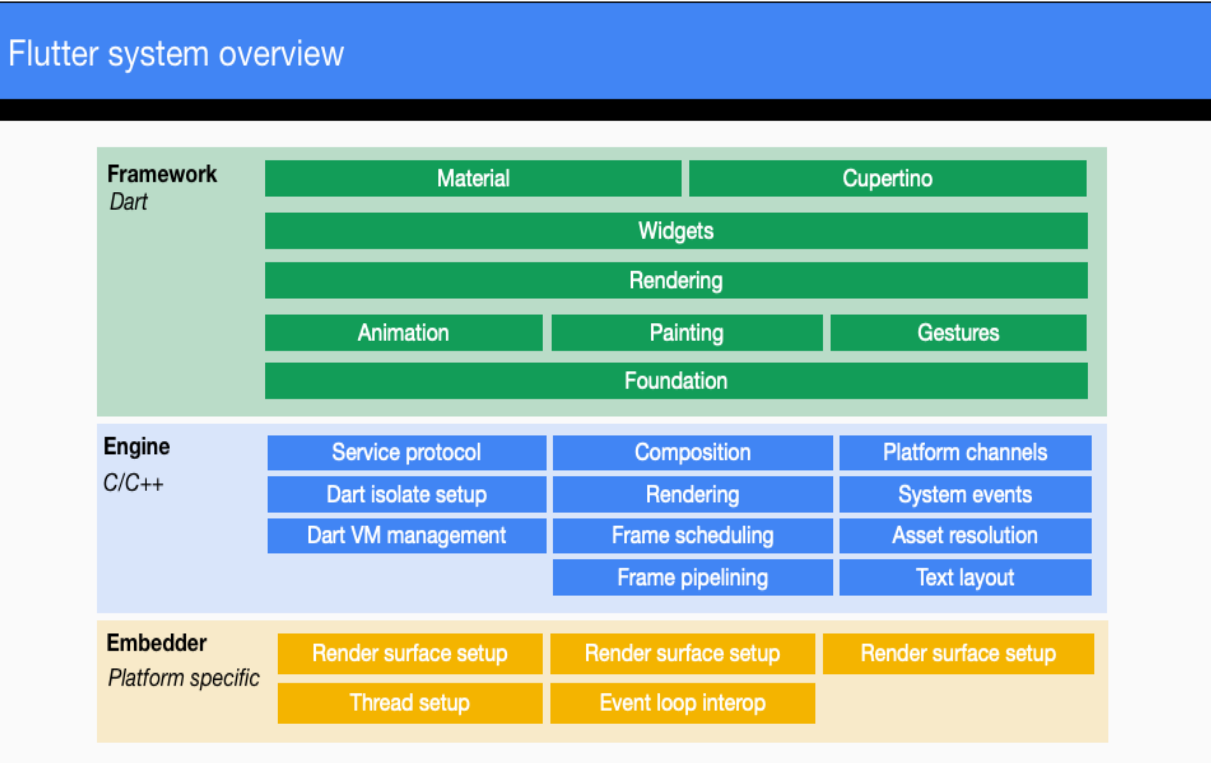 Flutter system overview
Framework
Dart
Material
Cupertino
Widgets
Rendering
Animation
Painting
Gestures
Foundation
Engine
C/C++
Service protocol
Composition
Platform channels
Dart isolate setup
Rendering
System events
Dart VM management
Frame scheduling
Asset resolution
Frame pipelining
Text layout
Embedder
Platform specific
Render surface setup
Render surface setup
Render surface setup
Thread setup
Event loop interop